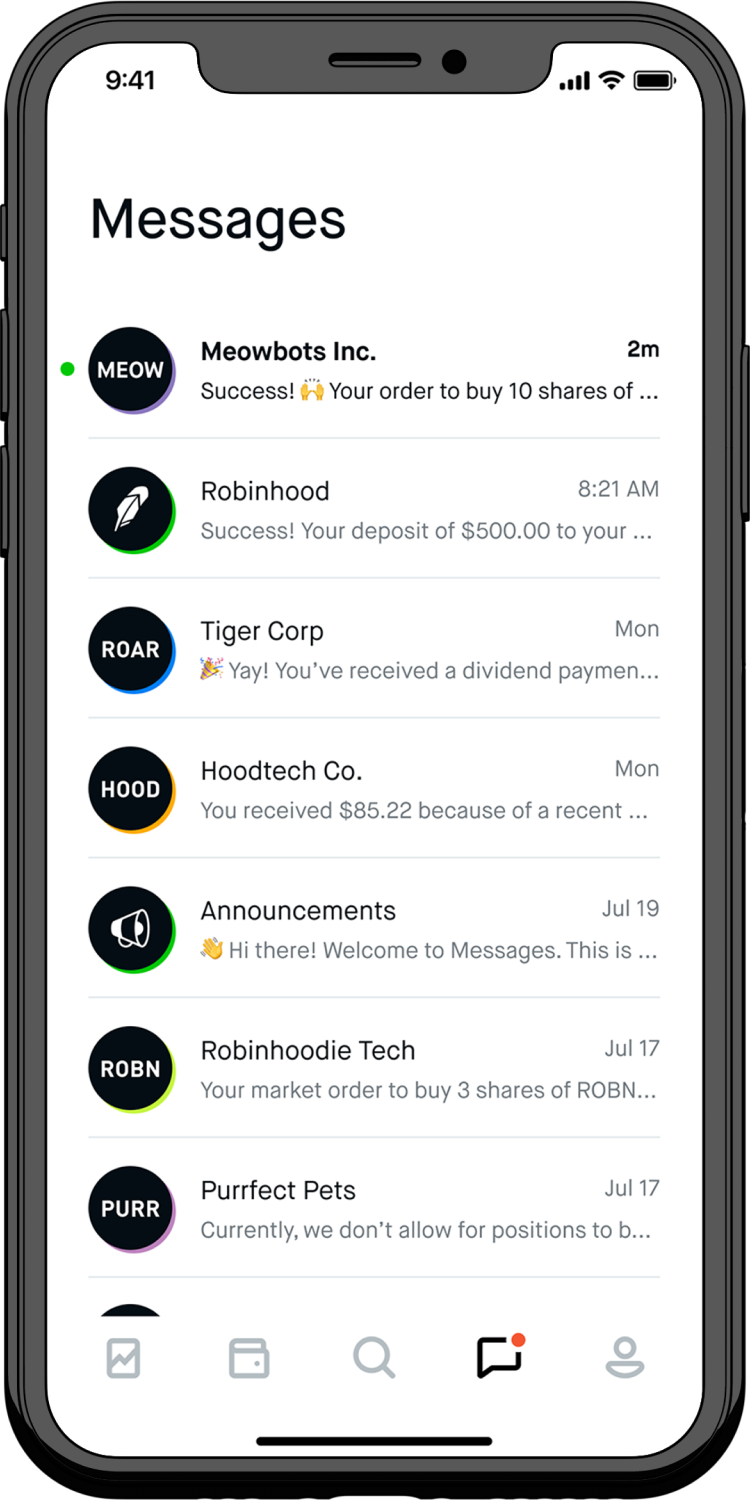 9:41
Messages
MEOW
Meowbots Inc. 2m
Success! 🙌 Your order to buy 10 shares of ...
Robinhood 8:21 AM
Success! Your deposit of $500.00 to your ...
ROAR
Tiger Corp Mon
🎉 Yay! You’ve received a dividend paymen...
HOOD
Hoodtech Co. Mon
You received $85.22 because of a recent ...
Announcements Jul 19
👋 Hi there! Welcome to Messages. This is ...
ROBN
Robinhoodie Tech Jul 17
Your market order to buy 3 shares of ROBN...
PURR
Purrfect Pets Jul 17
Currently, we don’t allow for positions to b...